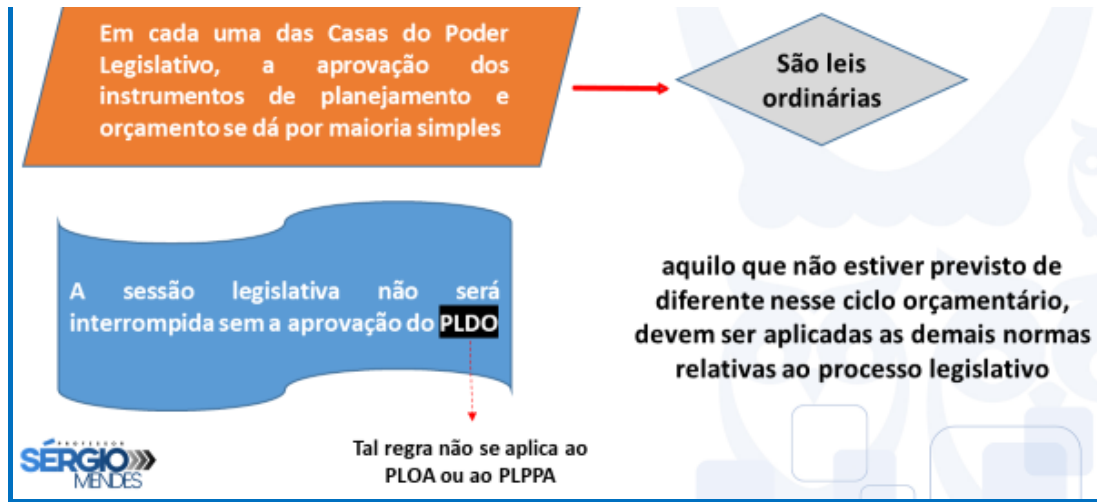 Em cada uma das Casas do Poder
Legislativo, a aprovação dos
instrumentos de planejamento e
orçamento se dá por maioria simples
São leis
ordinárias
A sessão legislativa não será
interrompida sem a aprovação do PLDO
aquilo que não estiver previsto de
diferente nesse ciclo orçamentário,
devem ser aplicadas as demais normas
relativas ao processo legislativo
Tal regra não se aplica ao
PLOA ou ao PLPPA
PROFESSOR
SÉRGIO
MENDES